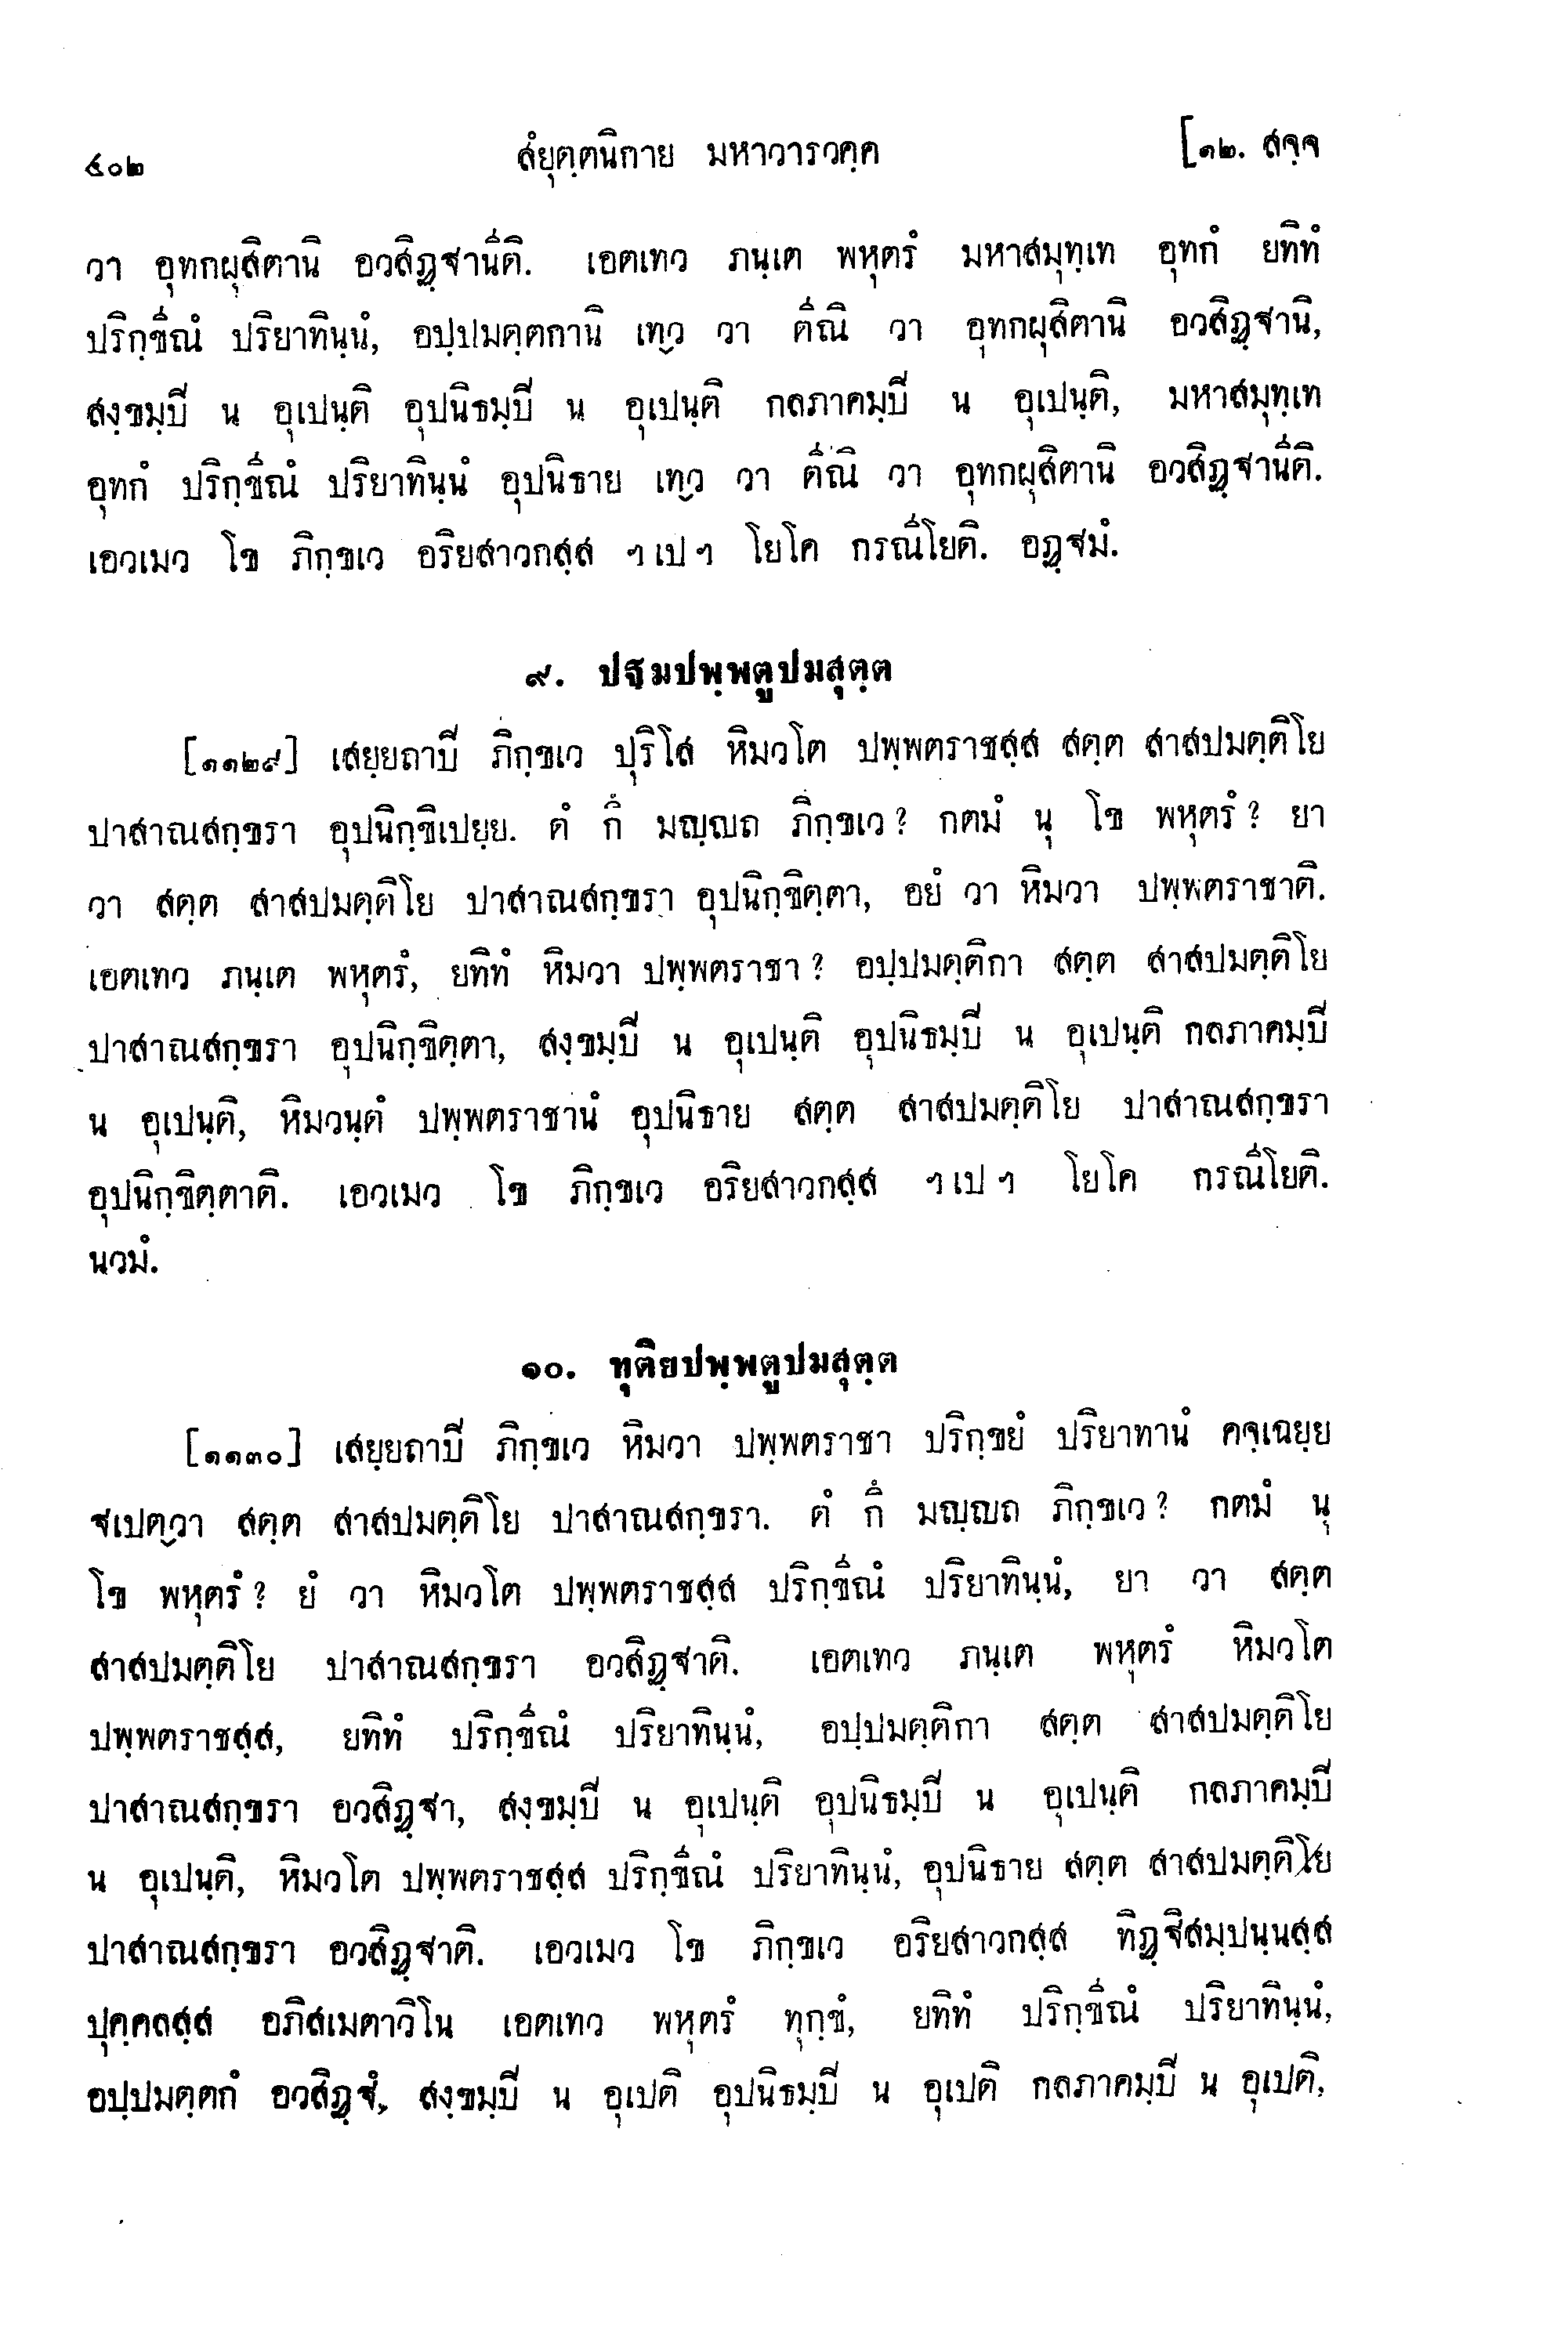 ๕๐๒ สํยุตฺตนิกาย มหาวารวคฺค [๑๒. สจฺจ
วา อุทกผุสิตานิ อวสิฏฺฐานีติ. เอตเทว ภนฺเต พหุตรํ มหาสมุทฺเท อุทกํ ยทิทํ
ปริกฺขีณํ ปริยาทินฺนํ, อปฺปมตฺตกานิ เทฺว วา ตีณิ วา อุทกผุสิตานิ อวสิฏฺฐานิ,
สงฺขมฺปิ น อุเปนฺติ อุปนิธมฺปิ น อุเปนฺติ กลภาคมฺปิ น อุเปนฺติ, มหาสมุทฺเท
อุทกํ ปริกฺขีณํ ปริยาทินฺนํ อุปนิธาย เทฺว วา ตีณิ วา อุทกผุสิตานิ อวสิฏฺฐานีติ.
เอวเมว โข ภิกฺขเว อริยสาวกสฺส ฯเปฯ โยโค กรณีโยติ. อฏฺฐมํ.
๙. ปฐมปพฺพตูปมสุตฺต
[๑๑๒๙] เสยฺยถาปิ ภิกฺขเว ปุริโส หิมวโต ปพฺพตราชสฺส สตฺต สาสปมตฺติโย
ปาสาณสกฺขรา อุปนิกฺขิเปยฺย. ตํ กึ มญฺญถ ภิกฺขเว? กตมํ นุ โข พหุตรํ? ยา
วา สตฺต สาสปมตฺติโย ปาสาณสกฺขรา อุปนิกฺขิตฺตา, อยํ วา หิมวา ปพฺพตราชาติ.
เอตเทว ภนฺเต พหุตรํ, ยทิทํ หิมวา ปพฺพตราชา? อปฺปมตฺติกา สตฺต สาสปมตฺติโย
ปาสาณสกฺขรา อุปนิกฺขิตฺตา, สงฺขมฺปิ น อุเปนฺติ อุปนิธมฺปิ น อุเปนฺติ กลภาคมฺปิ
น อุเปนฺติ, หิมวนฺตํ ปพฺพตราชานํ อุปนิธาย สตฺต สาสปมตฺติโย ปาสาณสกฺขรา
อุปนิกฺขิตฺตาติ. เอวเมว โข ภิกฺขเว อริยสาวกสฺส ฯเปฯ โยโค กรณีโยติ.
นวมํ.
๑๐. ทุติยปพฺพตูปมสุตฺต
[๑๑๓๐] เสยฺยถาปิ ภิกฺขเว หิมวา ปพฺพตราชา ปริกฺขยํ ปริยาทานํ คจฺเฉยฺย
ฐเปตฺวา สตฺต สาสปมตฺติโย ปาสาณสกฺขรา. ตํ กึ มญฺญถ ภิกฺขเว? กตมํ นุ
โข พหุตรํ? ยํ วา หิมวโต ปพฺพตราชสฺส ปริกฺขีณํ ปริยาทินฺนํ, ยา วา สตฺต
สาสปมตฺติโย ปาสาณสกฺขรา อวสิฏฺฐาติ. เอตเทว ภนฺเต พหุตรํ หิมวโต
ปพฺพตราชสฺส, ยทิทํ ปริกฺขีณํ ปริยาทินฺนํ, อปฺปมตฺติกา สตฺต สาสปมตฺติโย
ปาสาณสกฺขรา อวสิฏฺฐา, สงฺขมฺปิ น อุเปนฺติ อุปนิธมฺปิ น อุเปนฺติ กลภาคมฺปิ
น อุเปนฺติ, หิมวโต ปพฺพตราชสฺส ปริกฺขีณํ ปริยาทินฺนํ, อุปนิธาย สตฺต สาสปมตฺติโย
ปาสาณสกฺขรา อวสิฏฺฐาติ. เอวเมว โข ภิกฺขเว อริยสาวกสฺส ทิฏฺฐิสมฺปนฺนสฺส
ปุคฺคลสฺส อภิสเมตาวิโน เอตเทว พหุตรํ ทุกฺขํ, ยทิทํ ปริกฺขีณํ ปริยาทินฺนํ,
อปฺปมตฺตกํ อวสิฏฺฐํ, สงฺขมฺปิ น อุเปติ อุปนิธมฺปิ น อุเปติ กลภาคมฺปิ น อุเปติ,